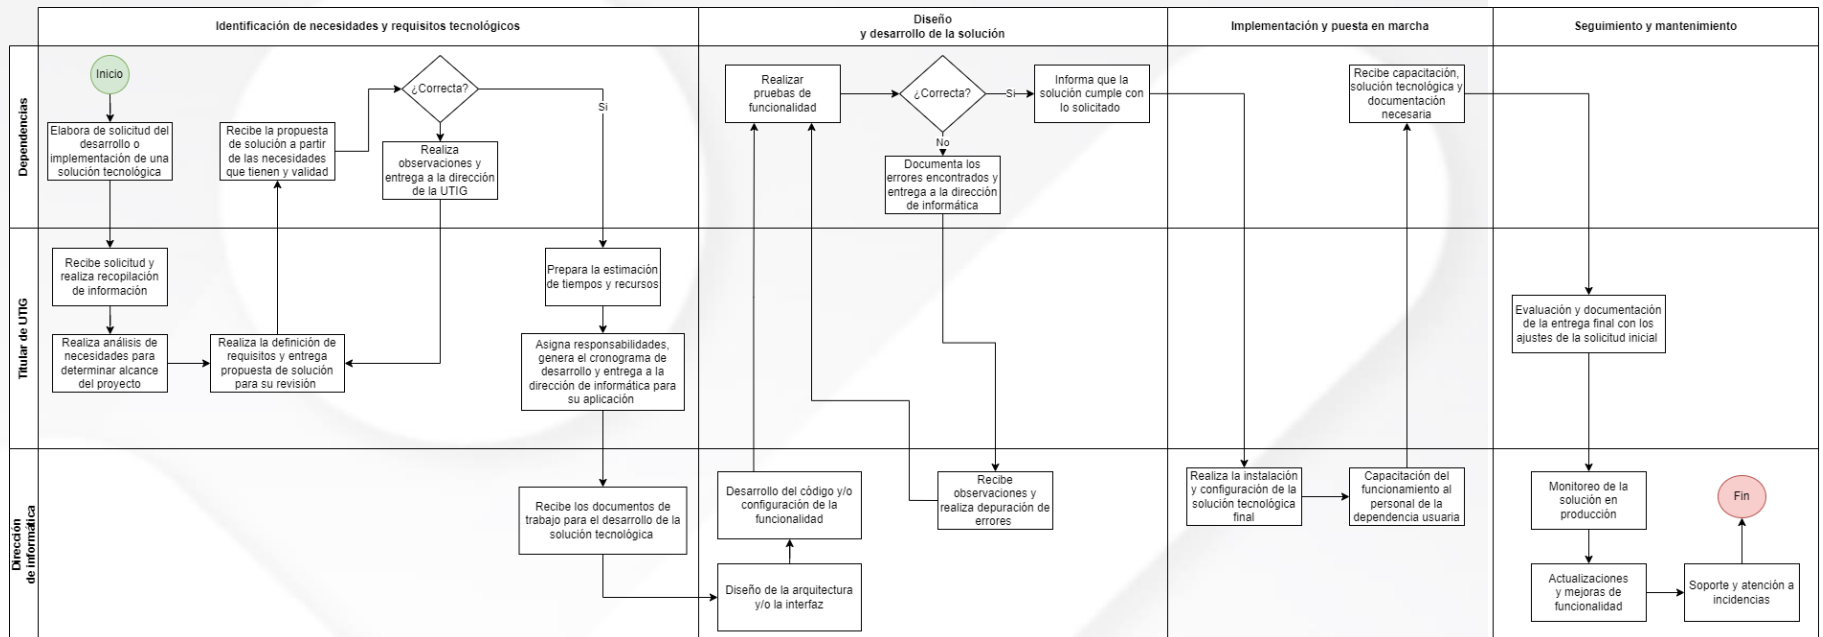 Identificación de necesidades y requisitos tecnológicos
Diseño
y desarrollo de la solución
Implementación y puesta en marcha
Seguimiento y mantenimiento
Dependencias
Inicio
Elabora de solicitud del
desarrollo o
implementación de una
solución tecnológica
Recibe la propuesta
de solución a partir
de las necesidades
que tienen y validad
¿Correcta?
Si
Realiza
observaciones y
entrega a la dirección
de la UTIG
Realizar
pruebas de
funcionalidad
¿Correcta?
Si
No
Informa que la
solución cumple con
lo solicitado
Documenta los
errores encontrados y
entrega a la dirección
de informática
Recibe capacitación,
solución tecnológica y
documentación
necesaria
Titular de UTIG
Recibe solicitud y
realiza recopilación
de información
Realiza análisis de
necesidades para
determinar alcance
del proyecto
Realiza la definición de
requisitos y entrega
propuesta de solución
para su revisión
Prepara la estimación
de tiempos y recursos
Asigna responsabilidades,
genera el cronograma de
desarrollo y entrega a la
dirección de informática para
su aplicación
Evaluación y documentación
de la entrega final con los
ajustes de la solicitud inicial
Dirección
de informática
Recibe los documentos de
trabajo para el desarrollo de la
solución tecnológica
Desarrollo del código y/o
configuración de la
funcionalidad
Diseño de la arquitectura
y/o la interfaz
Recibe
observaciones y
realiza depuración de
errores
Realiza la instalación
y configuración de la
solución tecnológica
final
Capacitación del
funcionamiento al
personal de la
dependencia usuaria
Monitoreo de la
solución en
producción
Actualizaciones
y mejoras de
funcionalidad
Soporte y atención a
incidencias
Fin